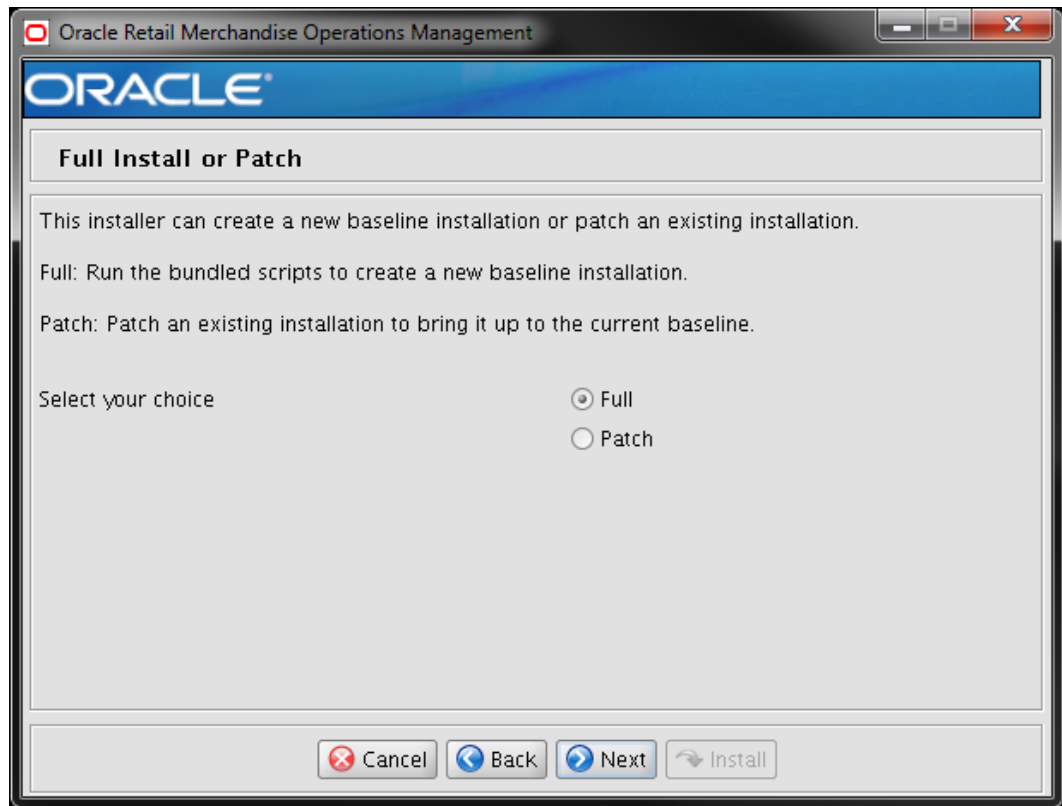 Oracle Retail Merchandise Operations Management
ORACLE®
Full Install or Patch
This installer can create a new baseline installation or patch an existing installation.
Full: Run the bundled scripts to create a new baseline installation.
Patch: Patch an existing installation to bring it up to the current baseline.
Select your choice
Full
Patch
Cancel Back Next Install